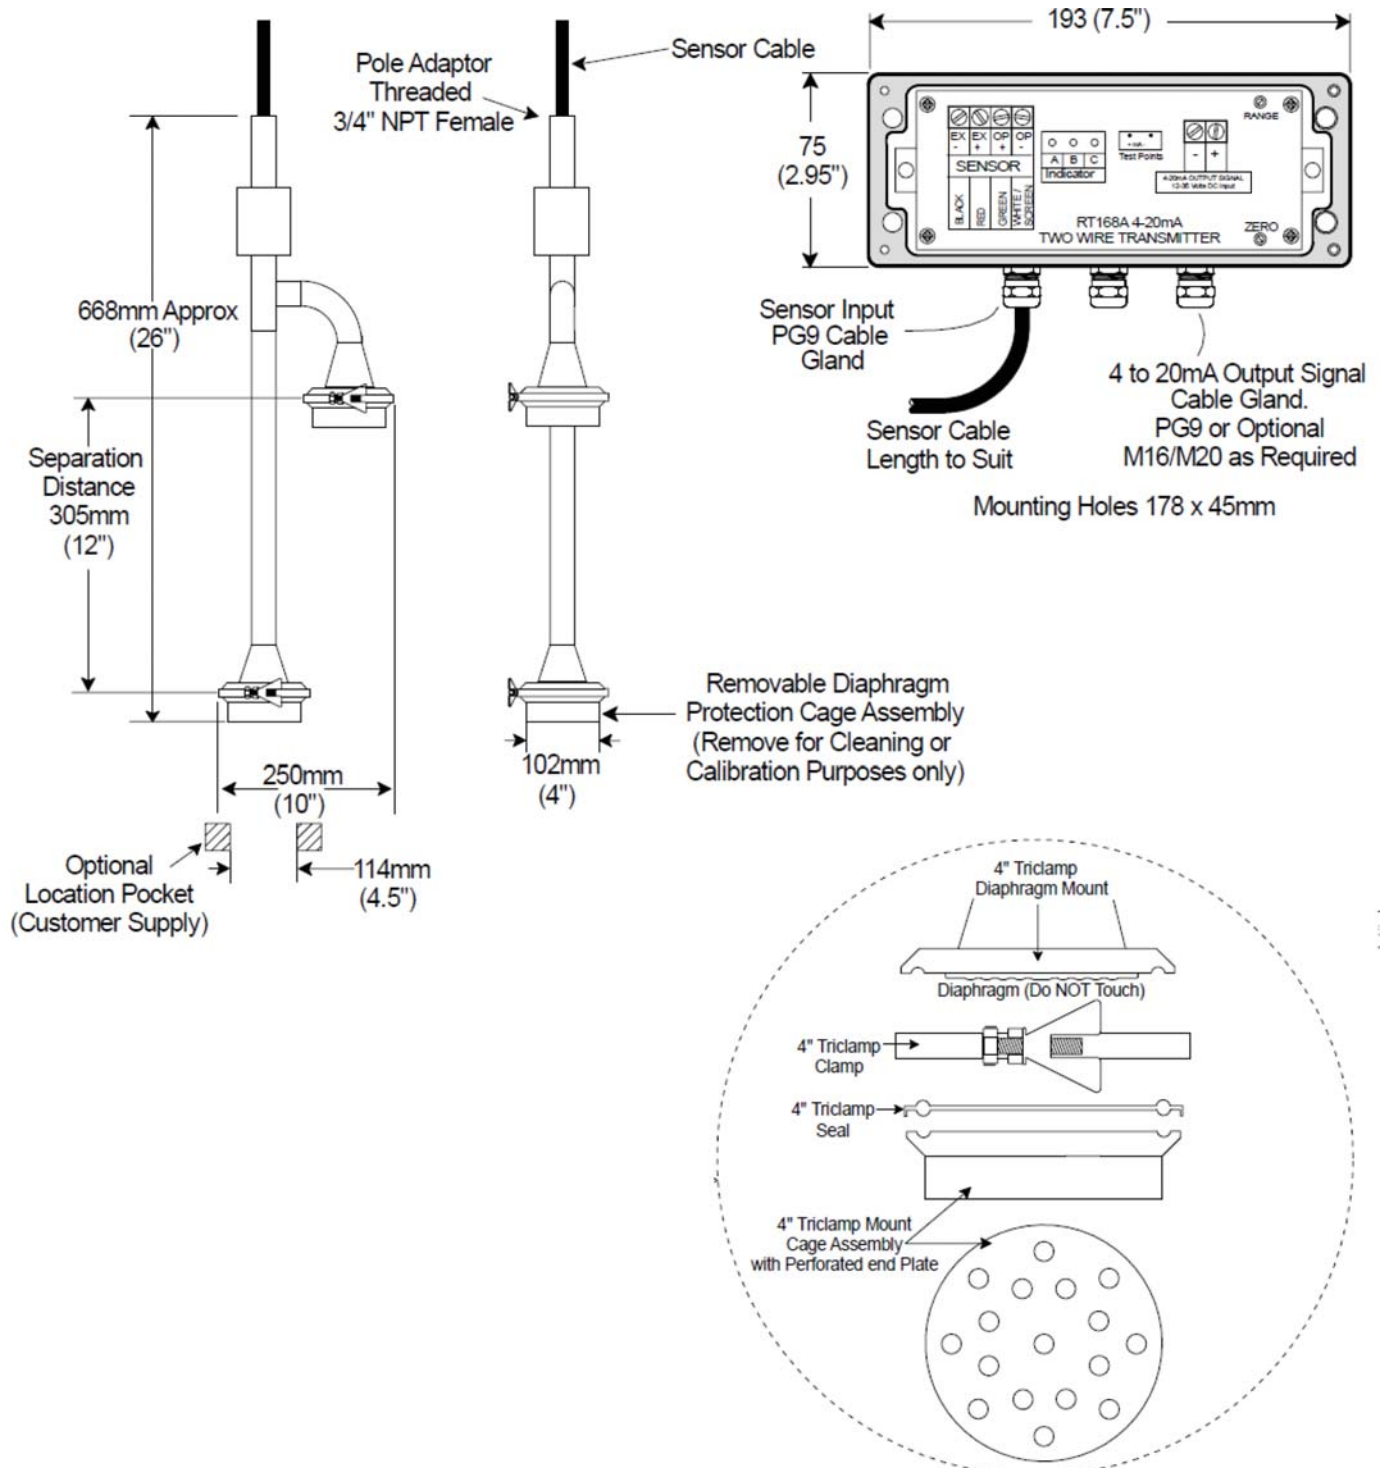 193 (7.5")
Sensor Cable
Pole Adaptor
Threaded
3/4" NPT Female
75
(2.95")
EX EX OP OP
- + + -
SENSOR
BLACK
RED
GREEN
WHITE /
SCREEN
A B C
Indicator
+ mA -
Test Points
- +
4-20mA OUTPUT SIGNAL
12-36 Volts DC Input
RANGE
ZERO
RT168A 4-20mA
TWO WIRE TRANSMITTER
668mm Approx
(26")
Sensor Input
PG9 Cable
Gland
4 to 20mA Output Signal
Cable Gland.
PG9 or Optional
M16/M20 as Required
Sensor Cable
Length to Suit
Mounting Holes 178 x 45mm
Separation
Distance
305mm
(12")
Removable Diaphragm
Protection Cage Assembly
(Remove for Cleaning or
Calibration Purposes only)
250mm
(10")
102mm
(4")
Optional
Location Pocket
(Customer Supply)
114mm
(4.5")
4" Triclamp
Diaphragm Mount
Diaphragm (Do NOT Touch)
4" Triclamp
Clamp
4" Triclamp
Seal
4" Triclamp Mount
Cage Assembly
with Perforated end Plate